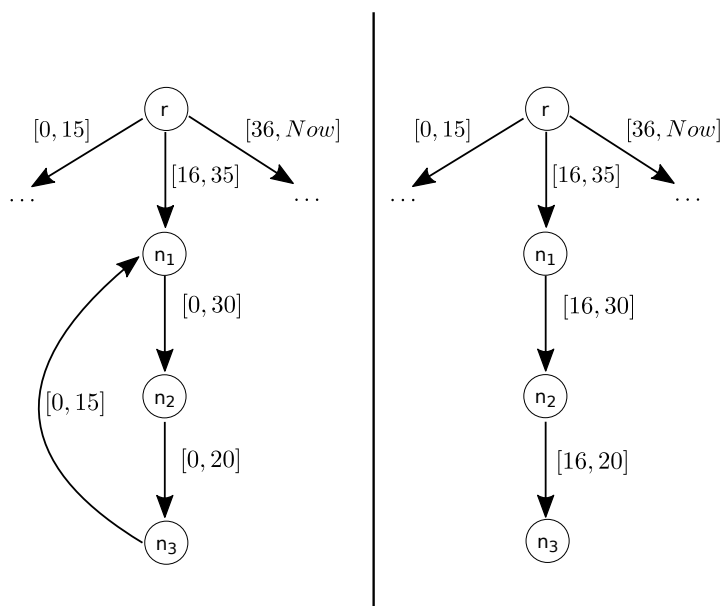 r
[0, 15]
[36, Now]
[16, 35]
...
...
n1
[0, 30]
[0, 15]
n2
[0, 20]
n3
r
[0, 15]
[36, Now]
[16, 35]
...
...
n1
[16, 30]
n2
[16, 20]
n3